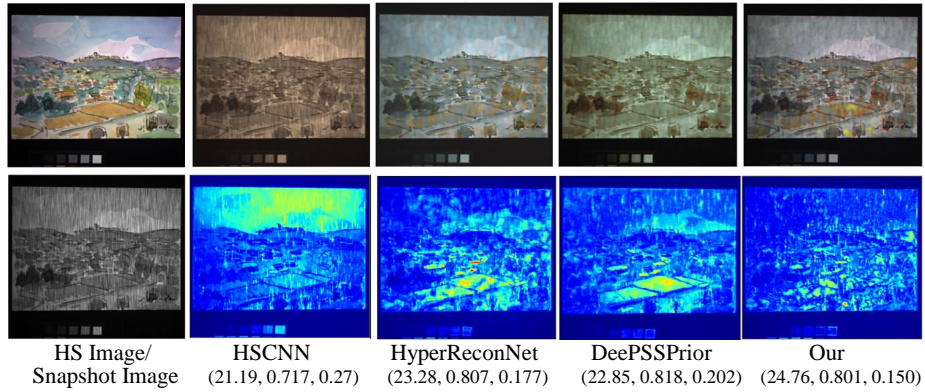 HS Image/ HSCNN HyperReconNet DeePSSPrior Our
Snapshot Image (21.19, 0.717, 0.27) (23.28, 0.807, 0.177) (22.85, 0.818, 0.202) (24.76, 0.801, 0.150)